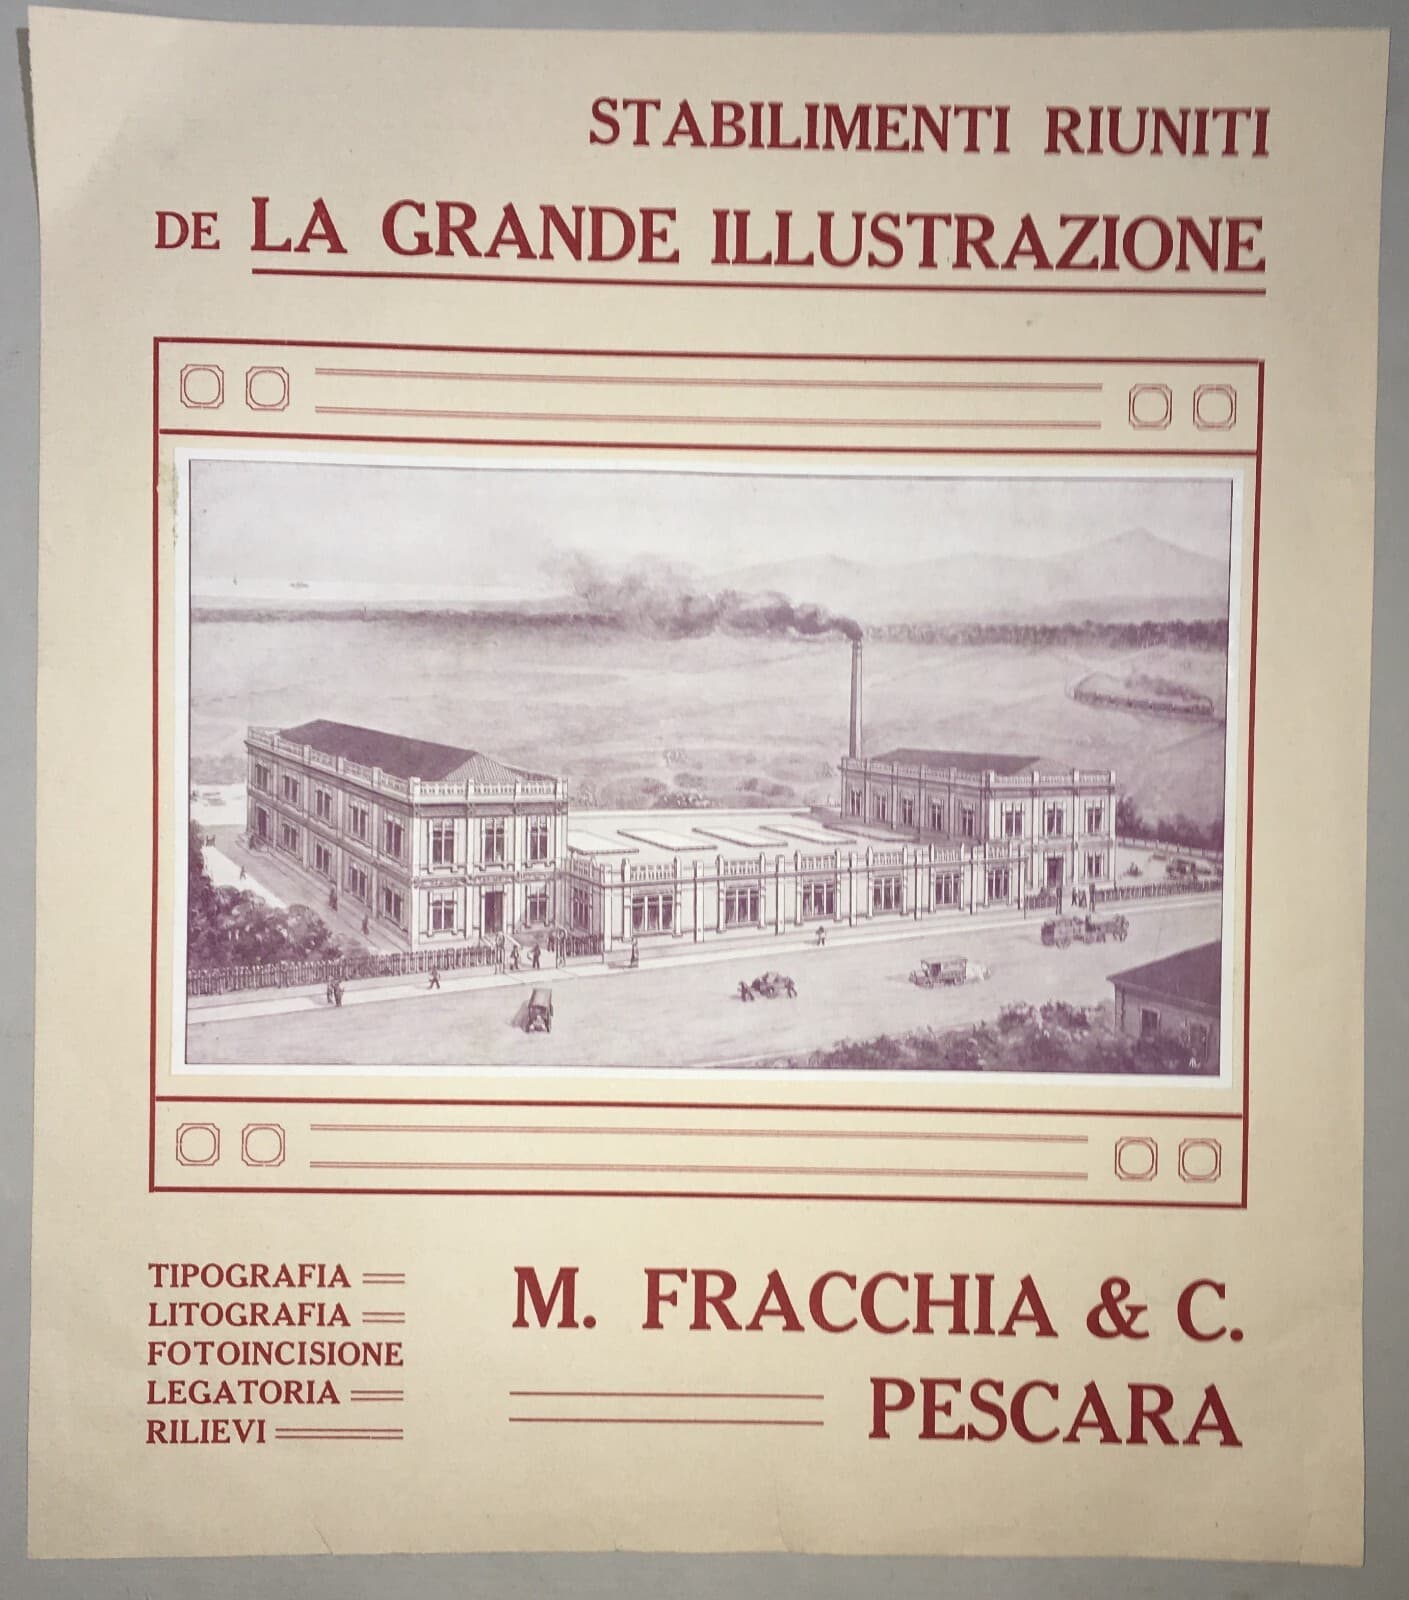 STABILIMENTI RIUNITI
DE LA GRANDE ILLUSTRAZIONE
TIPOGRAFIA
LITOGRAFIA
FOTOINCISIONE
LEGATORIA
RILIEVI
M. FRACCHIA & C.
PESCARA